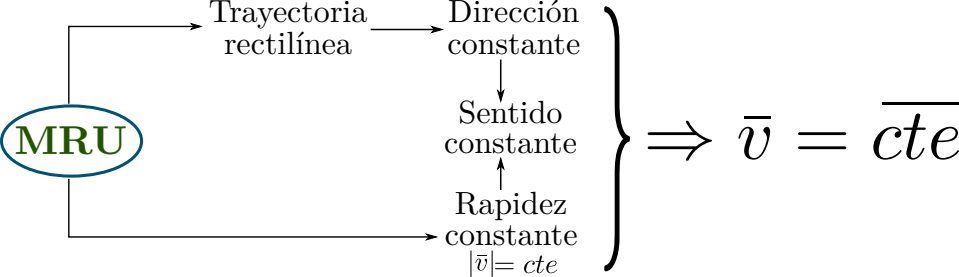 Trayectoria
rectilínea
Dirección
constante
MRU
Sentido
constante
Rapidez
constante
|v̅|= cte
⇒ v̅ = c̅t̅e̅